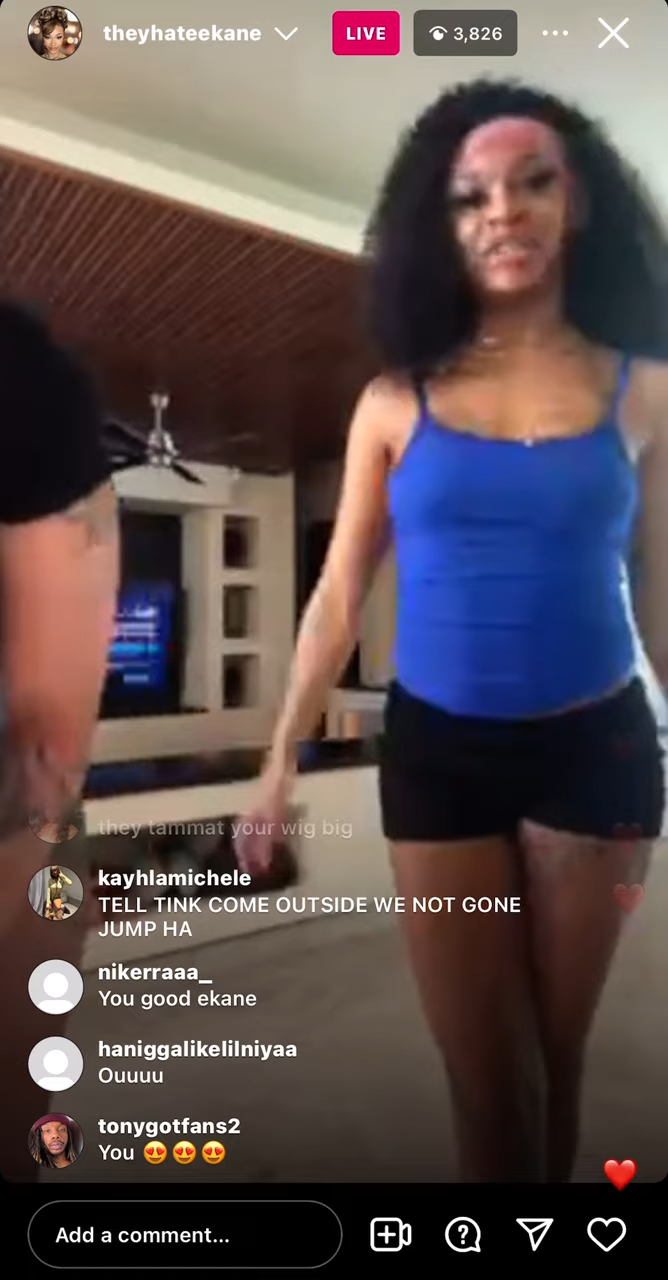 theyhateekane
LIVE
3,826
they tammat your wig big
kayhlamichele
TELL TINK COME OUTSIDE WE NOT GONE
JUMP HA
nikerraaa_
You good ekane
haniggalikelilniyaa
Ouuuu
tonygotfans2
You 😍😍😍
Add a comment...